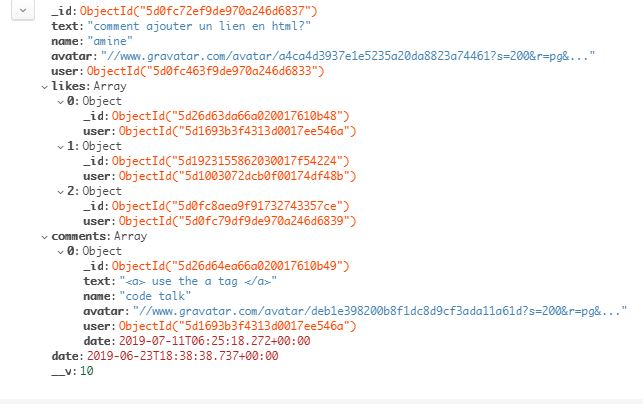 _id: ObjectId("5d0fc72ef9de970a246d6837")
text: "comment ajouter un lien en html?"
name: "amine"
avatar: "//www.gravatar.com/avatar/a4ca4d3937e1e5235a20da8823a74461?s=200&r=pg&..."
user: ObjectId("5d0fc463f9de970a246d6833")
likes: Array
0: Object
_id: ObjectId("5d26d63da66a020017610b48")
user: ObjectId("5d1693b3f4313d0017ee546a")
1: Object
_id: ObjectId("5d1923155862030017f54224")
user: ObjectId("5d1003072dcb0f00174df48b")
2: Object
_id: ObjectId("5d0fc8aea9f91732743357ce")
user: ObjectId("5d0fc79df9de970a246d6839")
comments: Array
0: Object
_id: ObjectId("5d26d64ea66a020017610b49")
text: "<a> use the a tag </a>"
name: "code talk"
avatar: "//www.gravatar.com/avatar/deb1e398200b8f1dc8d9cf3ada11a61d?s=200&r=pg&..."
user: ObjectId("5d1693b3f4313d0017ee546a")
date: 2019-07-11T06:25:18.272+00:00
date: 2019-06-23T18:38:38.737+00:00
__v: 10